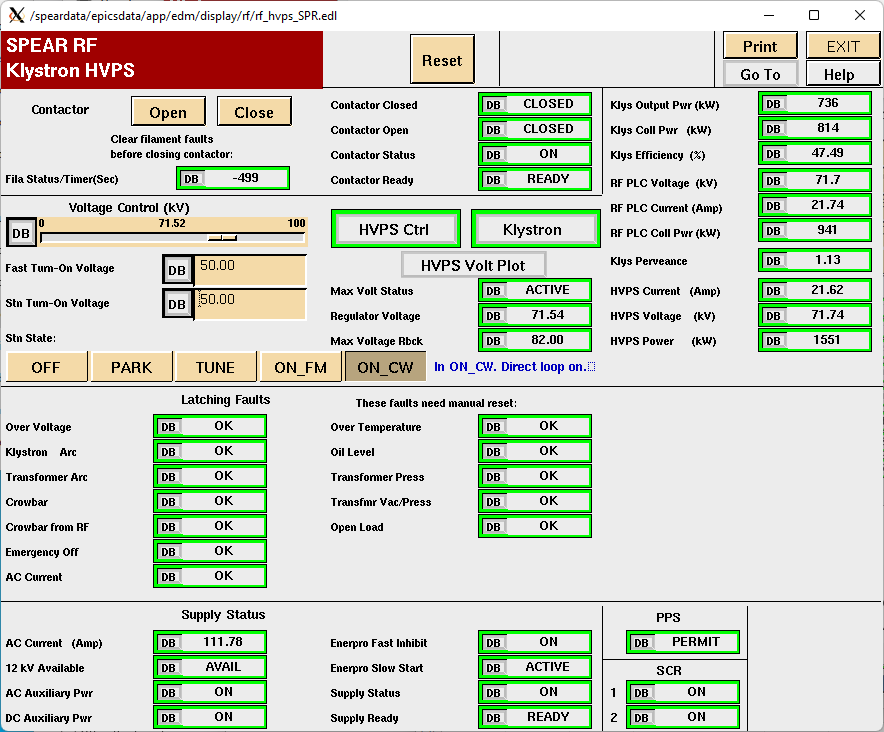 /speardata/epicsdata/app/edm/display/rf/rf_hvps_SPR.edl
SPEAR RF
Klystron HVPS
Reset
Print
EXIT
Go To
Help
Contactor
Open
Close
Clear filament faults
before closing contactor:
Fila Status/Timer(Sec) DB -499
Contactor Closed DB CLOSED
Contactor Open DB CLOSED
Contactor Status DB ON
Contactor Ready DB READY
Klys Output Pwr (kW) DB 736
Klys Coll Pwr (kW) DB 814
Klys Efficiency (%) DB 47.49
RF PLC Voltage (kV) DB 71.7
RF PLC Current (Amp) DB 21.74
RF PLC Coll Pwr (kW) DB 941
Klys Perveance DB 1.13
HVPS Current (Amp) DB 21.62
HVPS Voltage (kV) DB 71.74
HVPS Power (kW) DB 1551
Voltage Control (kV)
DB 0 71.52 100
Fast Turn-On Voltage DB 50.00
Stn Turn-On Voltage DB 50.00
Stn State:
OFF PARK TUNE ON_FM ON_CW In ON_CW. Direct loop on.
HVPS Ctrl
Klystron
HVPS Volt Plot
Max Volt Status DB ACTIVE
Regulator Voltage DB 71.54
Max Voltage Rbck DB 82.00
Latching Faults
Over Voltage DB OK
Klystron Arc DB OK
Transformer Arc DB OK
Crowbar DB OK
Crowbar from RF DB OK
Emergency Off DB OK
AC Current DB OK
These faults need manual reset:
Over Temperature DB OK
Oil Level DB OK
Transformer Press DB OK
Transfmr Vac/Press DB OK
Open Load DB OK
Supply Status
AC Current (Amp) DB 111.78
12 kV Available DB AVAIL
AC Auxiliary Pwr DB ON
DC Auxiliary Pwr DB ON
Enerpro Fast Inhibit DB ON
Enerpro Slow Start DB ACTIVE
Supply Status DB ON
Supply Ready DB READY
PPS
DB PERMIT
SCR
1 DB ON
2 DB ON